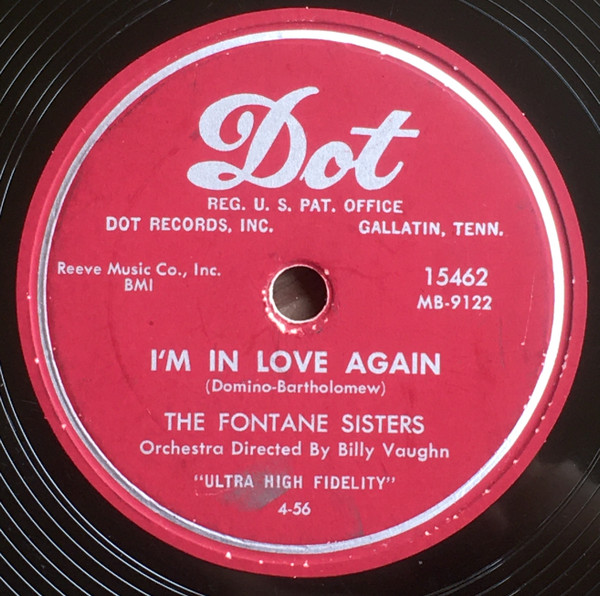 Dot
REG. U. S. PAT. OFFICE
DOT RECORDS, INC. GALLATIN, TENN.
Reeve Music Co., Inc.
BMI
15462
MB-9122
I'M IN LOVE AGAIN
(Domino-Bartholomew)
THE FONTANE SISTERS
Orchestra Directed By Billy Vaughn
"ULTRA HIGH FIDELITY"
4-56